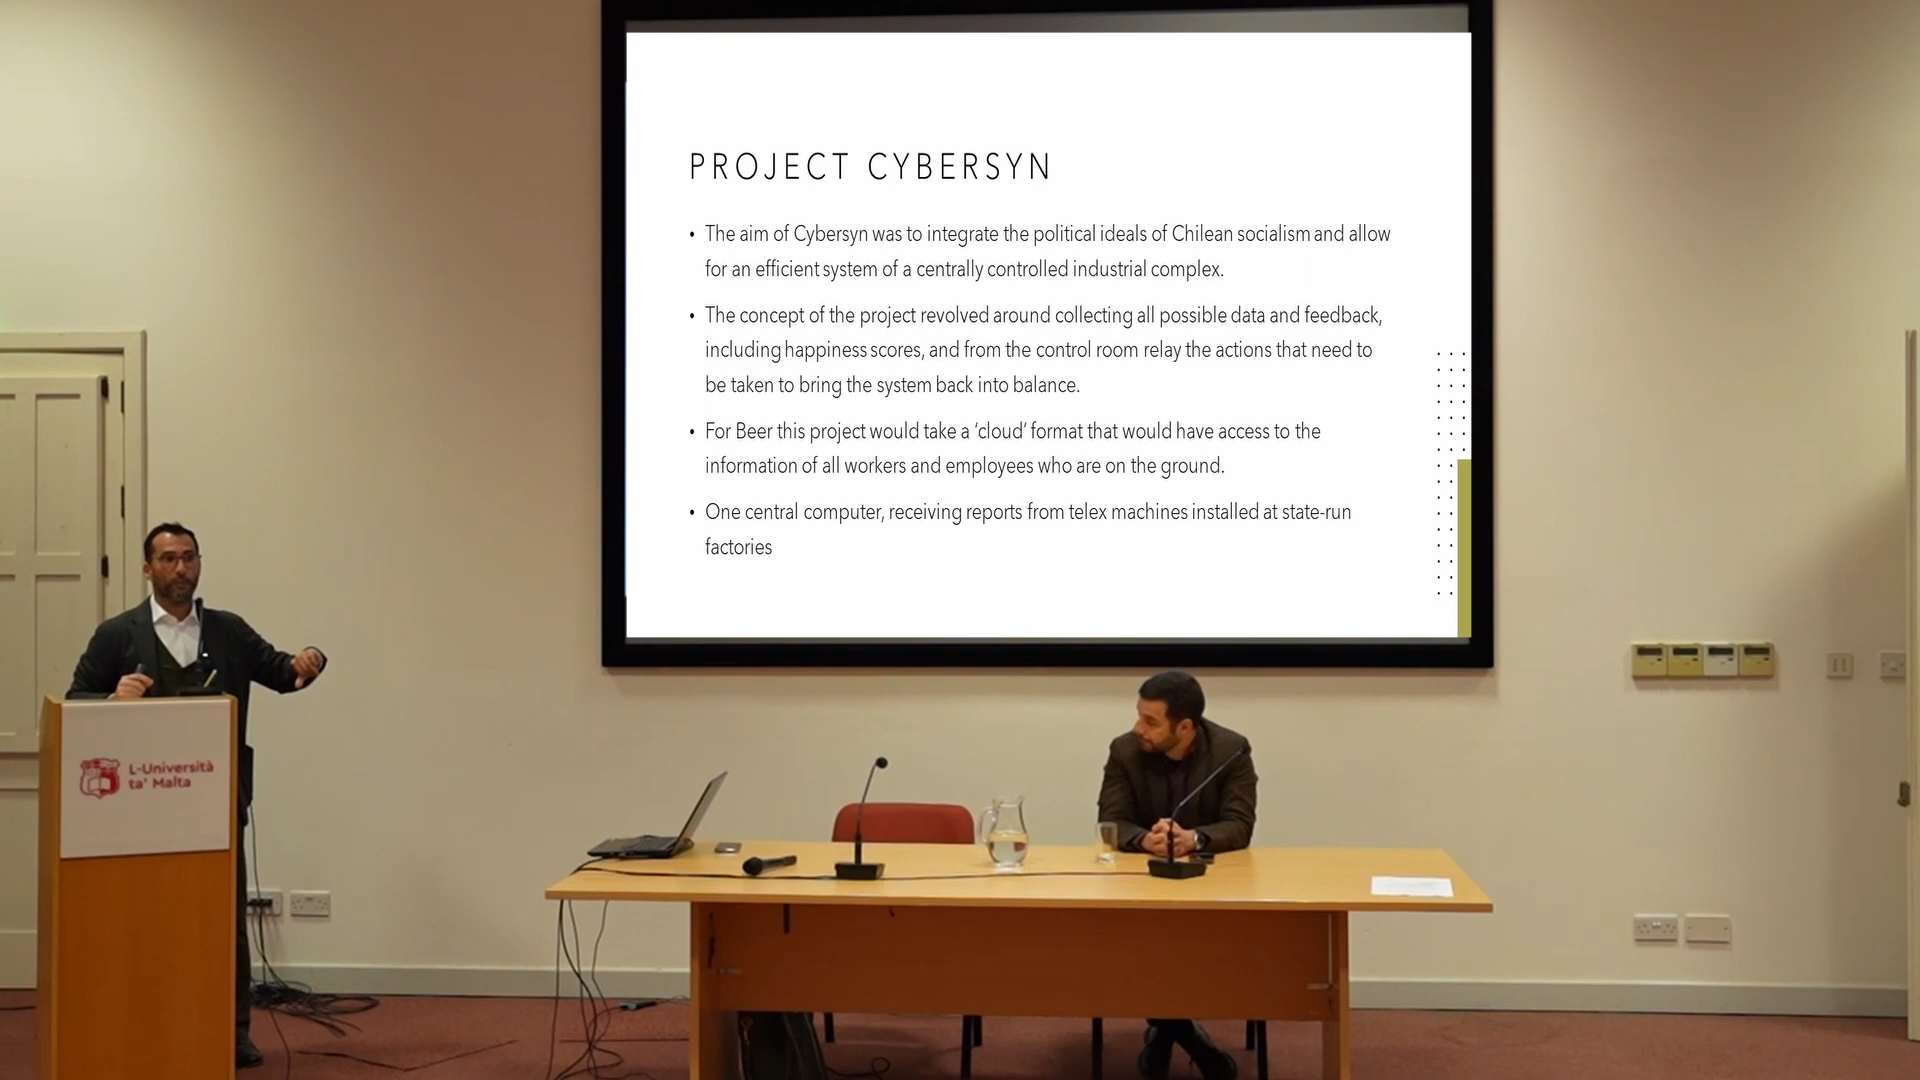 PROJECT CYBERSYN
• The aim of Cybersyn was to integrate the political ideals of Chilean socialism and allow
for an efficient system of a centrally controlled industrial complex.
• The concept of the project revolved around collecting all possible data and feedback,
including happiness scores, and from the control room relay the actions that need to
be taken to bring the system back into balance.
• For Beer this project would take a ‘cloud’ format that would have access to the
information of all workers and employees who are on the ground.
• One central computer, receiving reports from telex machines installed at state-run
factories
L-Università
ta' Malta